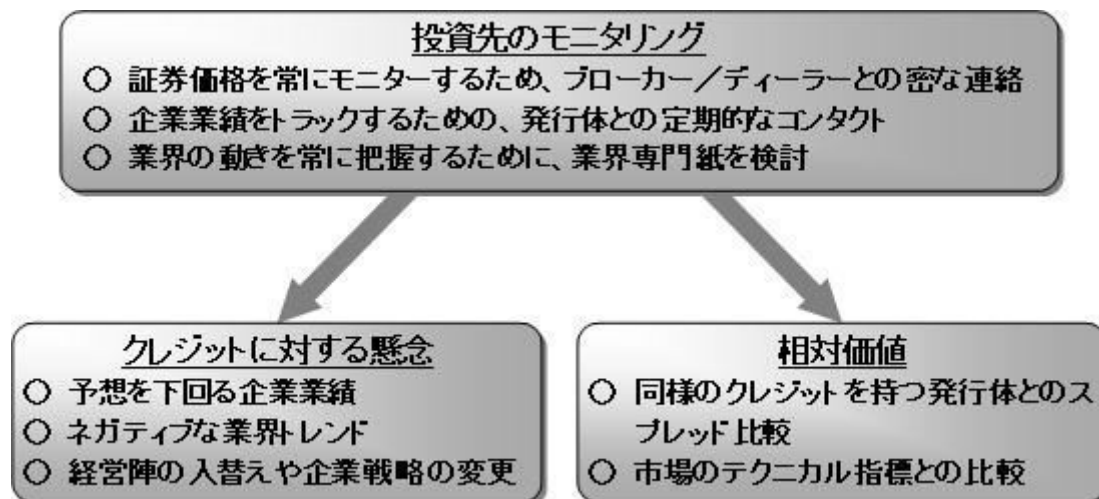 投資先のモニタリング
○ 証券価格を常にモニターするため、ブローカー／ディーラーとの密な連絡
○ 企業業績をトラックするための、発行体との定期的なコンタクト
○ 業界の動きを常に把握するために、業界専門紙を検討
クレジットに対する懸念
○ 予想を下回る企業業績
○ ネガティブな業界トレンド
○ 経営陣の入替えや企業戦略の変更
相対価値
○ 同様のクレジットを持つ発行体とのス
プレッド比較
○ 市場のテクニカル指標との比較